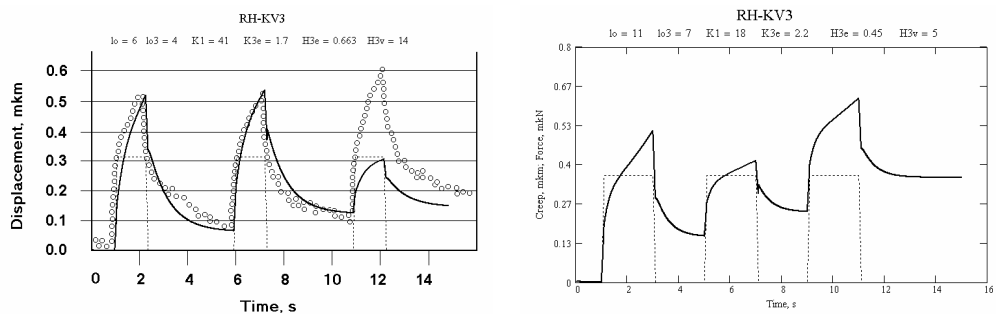 RH-KV3
lo = 6 lo3 = 4 K1 = 41 K3e = 1.7 H3e = 0.663 H3v = 14
Displacement, mkm
0.6
0.5
0.4
0.3
0.2
0.1
0.0
0 2 4 6 8 10 12 14
Time, s
RH-KV3
lo = 11 lo3 = 7 K1 = 18 K3e = 2.2 H3e = 0.45 H3v = 5
Creep, mkm; Force, mkN
0.8
0.67
0.53
0.4
0.27
0.13
0
0 2 4 6 8 10 12 14 16
Time, s